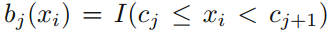 b_j(x_i) = I(c_j ≤ x_i < c_{j+1})